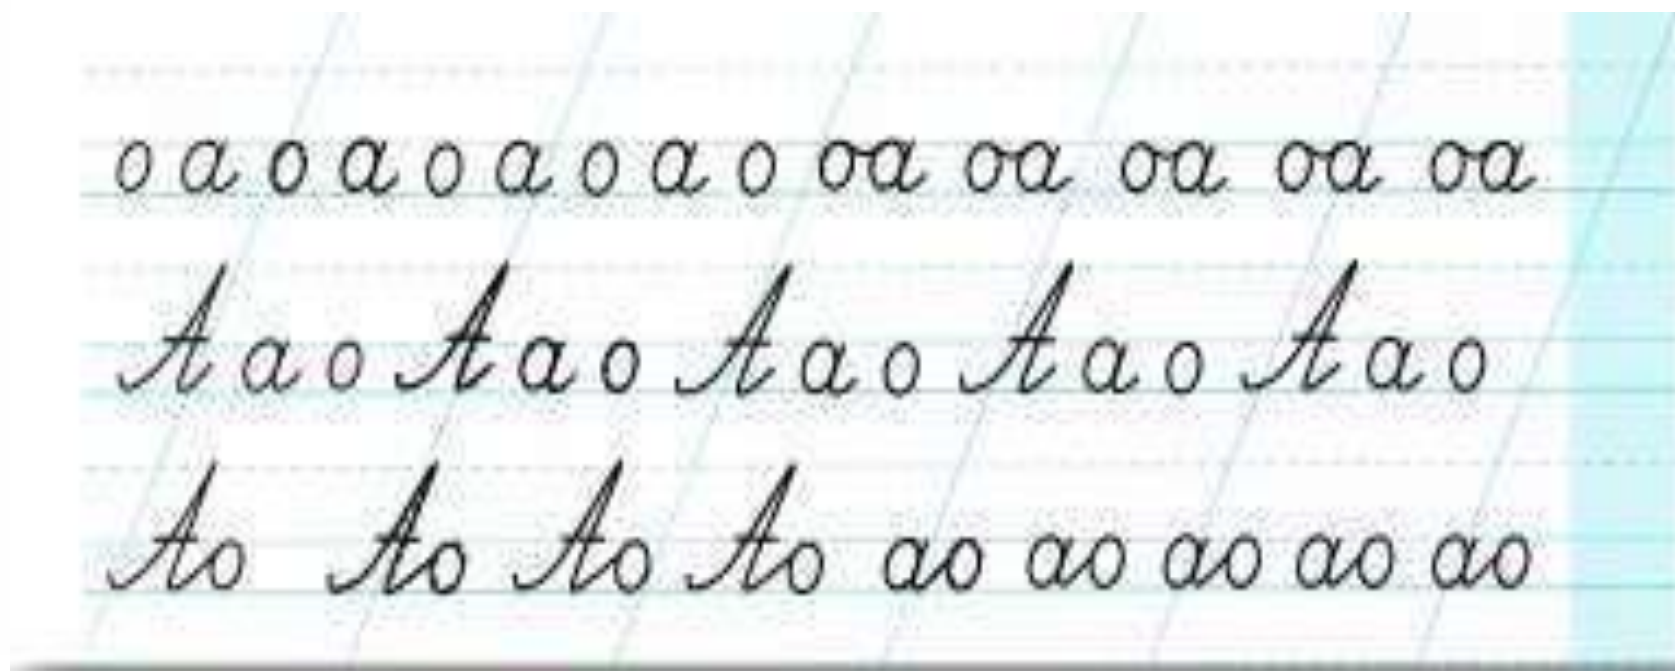 о а о а о а о а о оа оа оа оа оа
А а о А а о А а о А а о А а о
Ао Ао Ао Ао ао ао ао ао ао